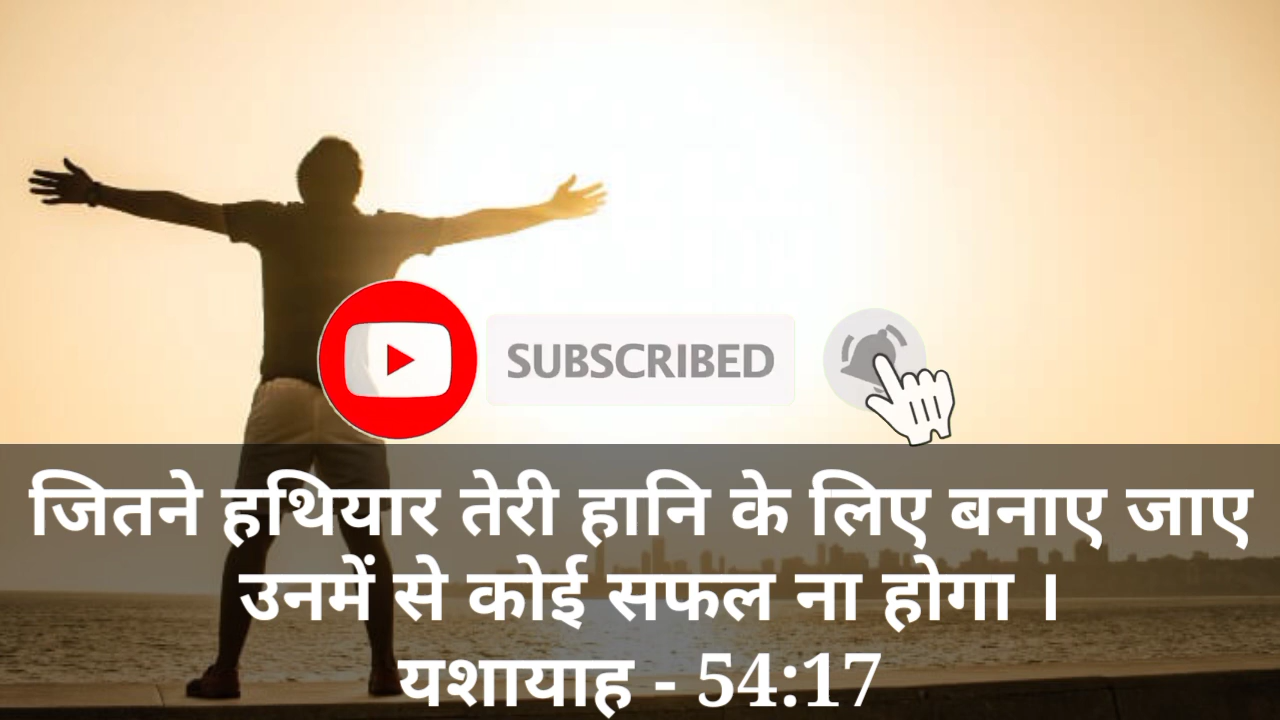 SUBSCRIBED
जितने हथियार तेरी हानि के लिए बनाए जाए
उनमें से कोई सफल ना होगा ।
यशायाह - 54:17